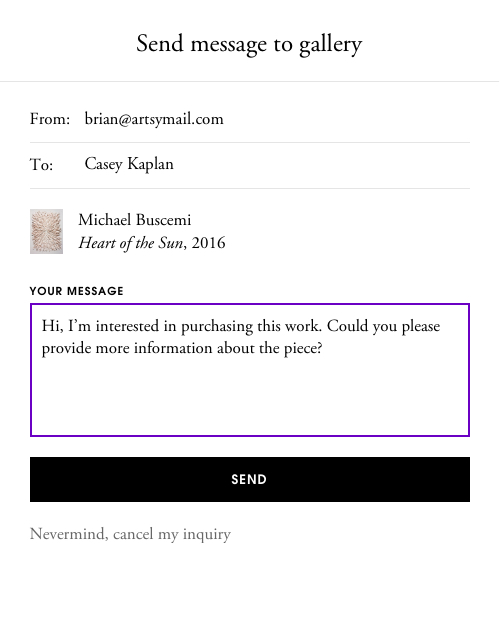 Send message to gallery
From: brian@artsymail.com
To: Casey Kaplan
Michael Buscemi
Heart of the Sun, 2016
YOUR MESSAGE
Hi, I’m interested in purchasing this work. Could you please
provide more information about the piece?
SEND
Nevermind, cancel my inquiry